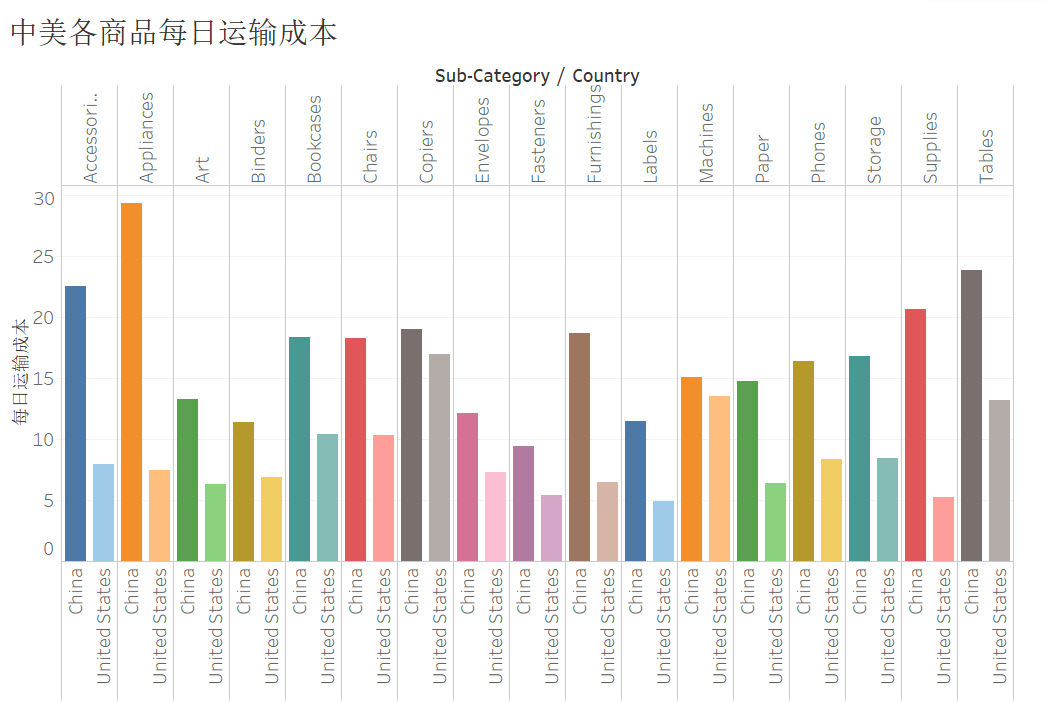 中美各商品每日运输成本
Sub-Category / Country
Accessori..
Appliances
Art
Binders
Bookcases
Chairs
Copiers
Envelopes
Fasteners
Furnishings
Labels
Machines
Paper
Phones
Storage
Supplies
Tables
每日运输成本
30
25
20
15
10
5
0
China
United States
China
United States
China
United States
China
United States
China
United States
China
United States
China
United States
China
United States
China
United States
China
United States
China
United States
China
United States
China
United States
China
United States
China
United States
China
United States
China
United States